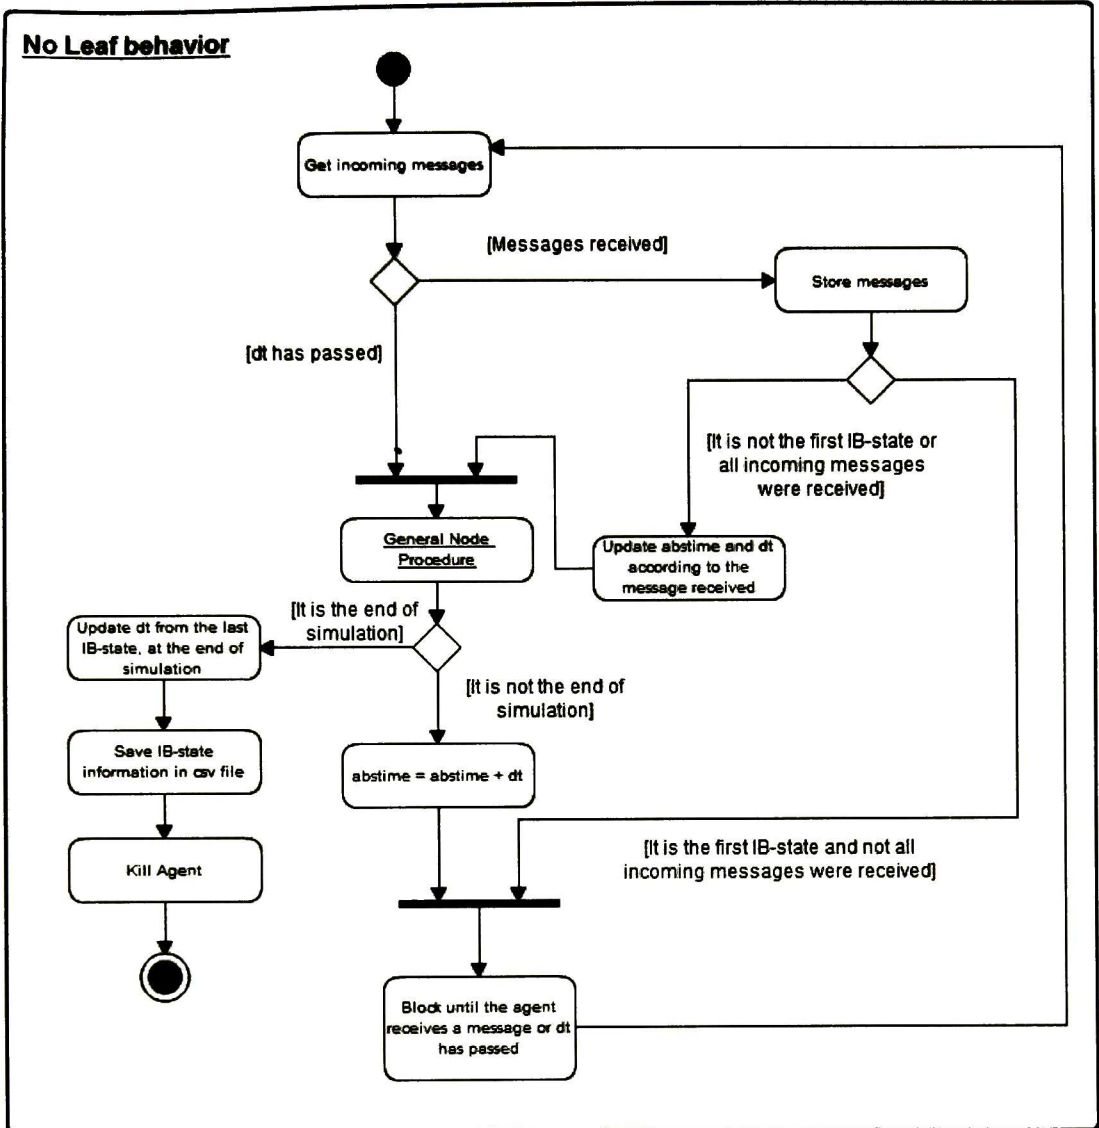 No Leaf behavior
Get incoming messages
[Messages received]
Store messages
[dt has passed]
[It is not the first IB-state or
all incoming messages
were received]
General Node
Procedure
Update abstime and dt
according to the
message received
[It is the end of
simulation]
Update dt from the last
IB-state, at the end of
simulation
[It is not the end of
simulation]
Save IB-state
information in csv file
abstime = abstime + dt
[It is the first IB-state and not all
incoming messages were received]
Kill Agent
Block until the agent
receives a message or dt
has passed